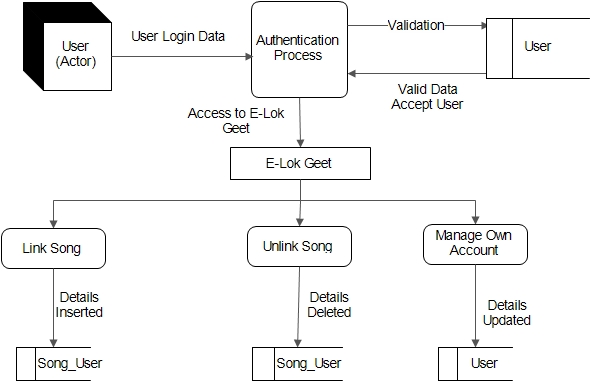 User
(Actor)
User Login Data
Authentication
Process
Validation
User
Valid Data
Accept User
Access to E-Lok
Geet
E-Lok Geet
Link Song
Unlink Song
Manage Own
Account
Details
Inserted
Details
Deleted
Details
Updated
Song_User
Song_User
User